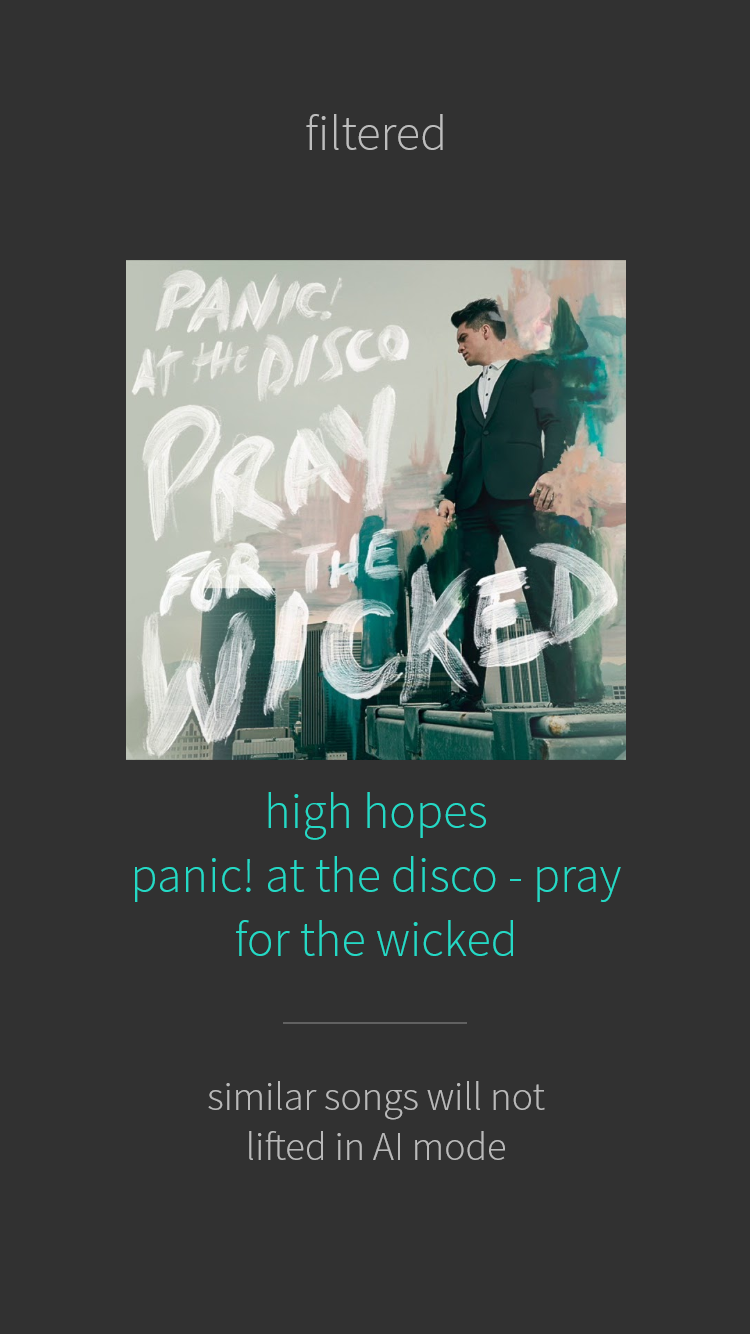 filtered
PANIC!
AT THE DISCO
PRAY
FOR THE
WICKED
high hopes
panic! at the disco - pray
for the wicked
similar songs will not
lifted in AI mode